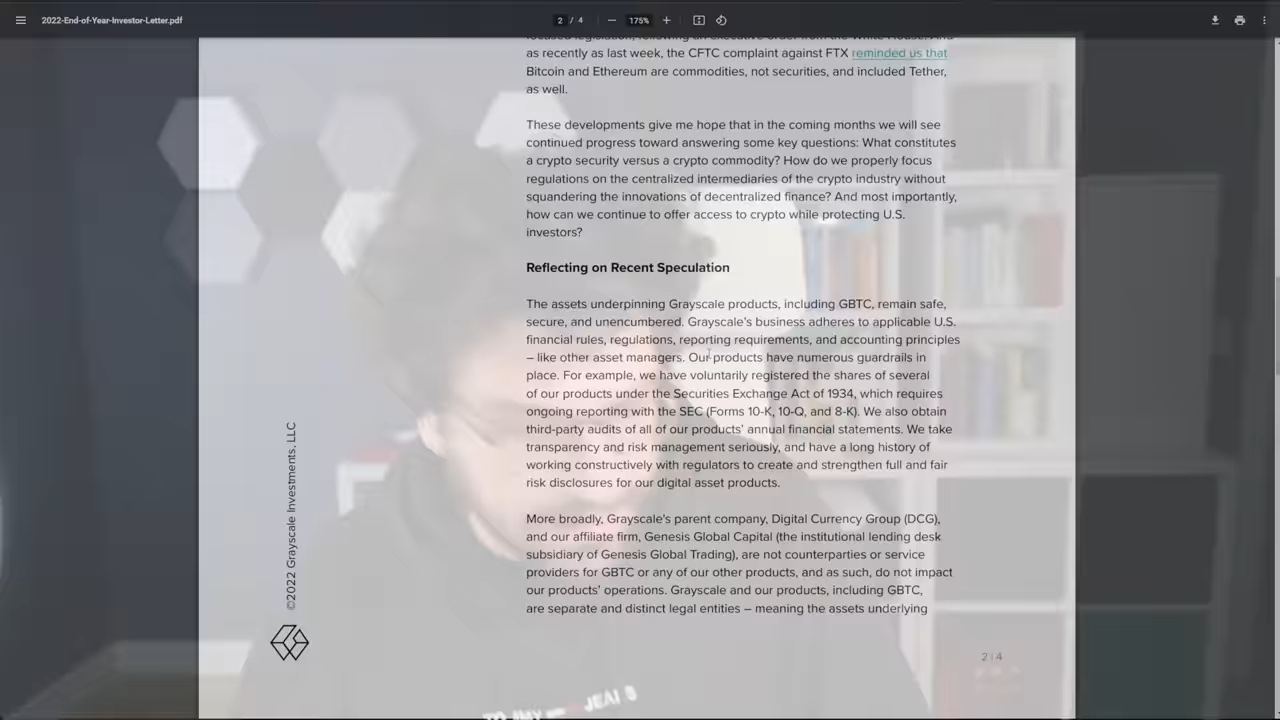 2022-End-of-Year-Investor-Letter.pdf
2 / 4
175%
as recently as last week, the CFTC complaint against FTX reminded us that
Bitcoin and Ethereum are commodities, not securities, and included Tether,
as well.
These developments give me hope that in the coming months we will see
continued progress toward answering some key questions: What constitutes
a crypto security versus a crypto commodity? How do we properly focus
regulations on the centralized intermediaries of the crypto industry without
squandering the innovations of decentralized finance? And most importantly,
how can we continue to offer access to crypto while protecting U.S.
investors?
Reflecting on Recent Speculation
The assets underpinning Grayscale products, including GBTC, remain safe,
secure, and unencumbered. Grayscale's business adheres to applicable U.S.
financial rules, regulations, reporting requirements, and accounting principles
– like other asset managers. Our products have numerous guardrails in
place. For example, we have voluntarily registered the shares of several
of our products under the Securities Exchange Act of 1934, which requires
ongoing reporting with the SEC (Forms 10-K, 10-Q, and 8-K). We also obtain
third-party audits of all of our products' annual financial statements. We take
transparency and risk management seriously, and have a long history of
working constructively with regulators to create and strengthen full and fair
risk disclosures for our digital asset products.
More broadly, Grayscale's parent company, Digital Currency Group (DCG),
and our affiliate firm, Genesis Global Capital (the institutional lending desk
subsidiary of Genesis Global Trading), are not counterparties or service
providers for GBTC or any of our other products, and as such, do not impact
our products' operations. Grayscale and our products, including GBTC,
are separate and distinct legal entities – meaning the assets underlying
©2022 Grayscale Investments, LLC
2 | 4